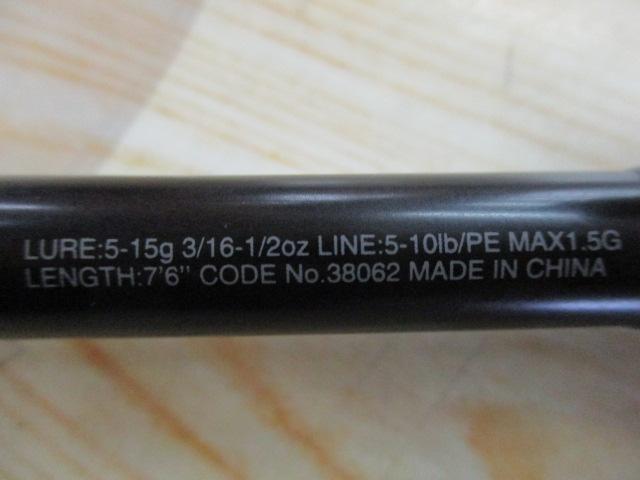 LURE:5-15g 3/16-1/2oz LINE:5-10lb/PE MAX1.5G
LENGTH:7'6'' CODE No.38062 MADE IN CHINA